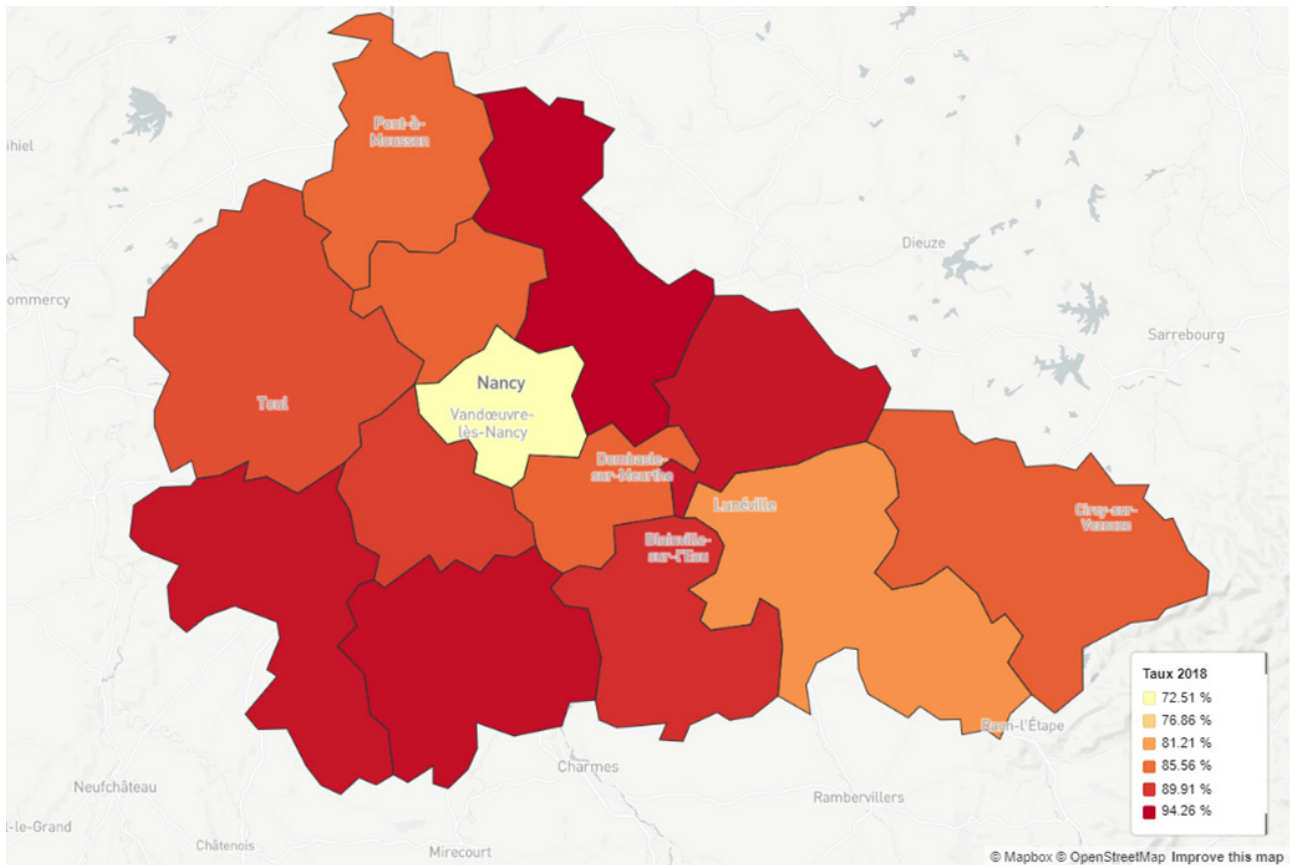 Pont-à-
Mousson
ihiel
Dieuze
ommercy
Sarrebourg
Nancy
Toul
Vandœuvre-
lès-Nancy
Dombasle-
sur-Meurthe
Lunéville
Cirey-sur-
Vezouze
Blainville-
sur-l'Eau
Taux 2018
72.51 %
76.86 %
81.21 %
85.56 %
89.91 %
94.26 %
Raon-l'Étape
Charmes
Neufchâteau
Rambervillers
l-le-Grand
Châtenois
Mirecourt
© Mapbox © OpenStreetMap Improve this map